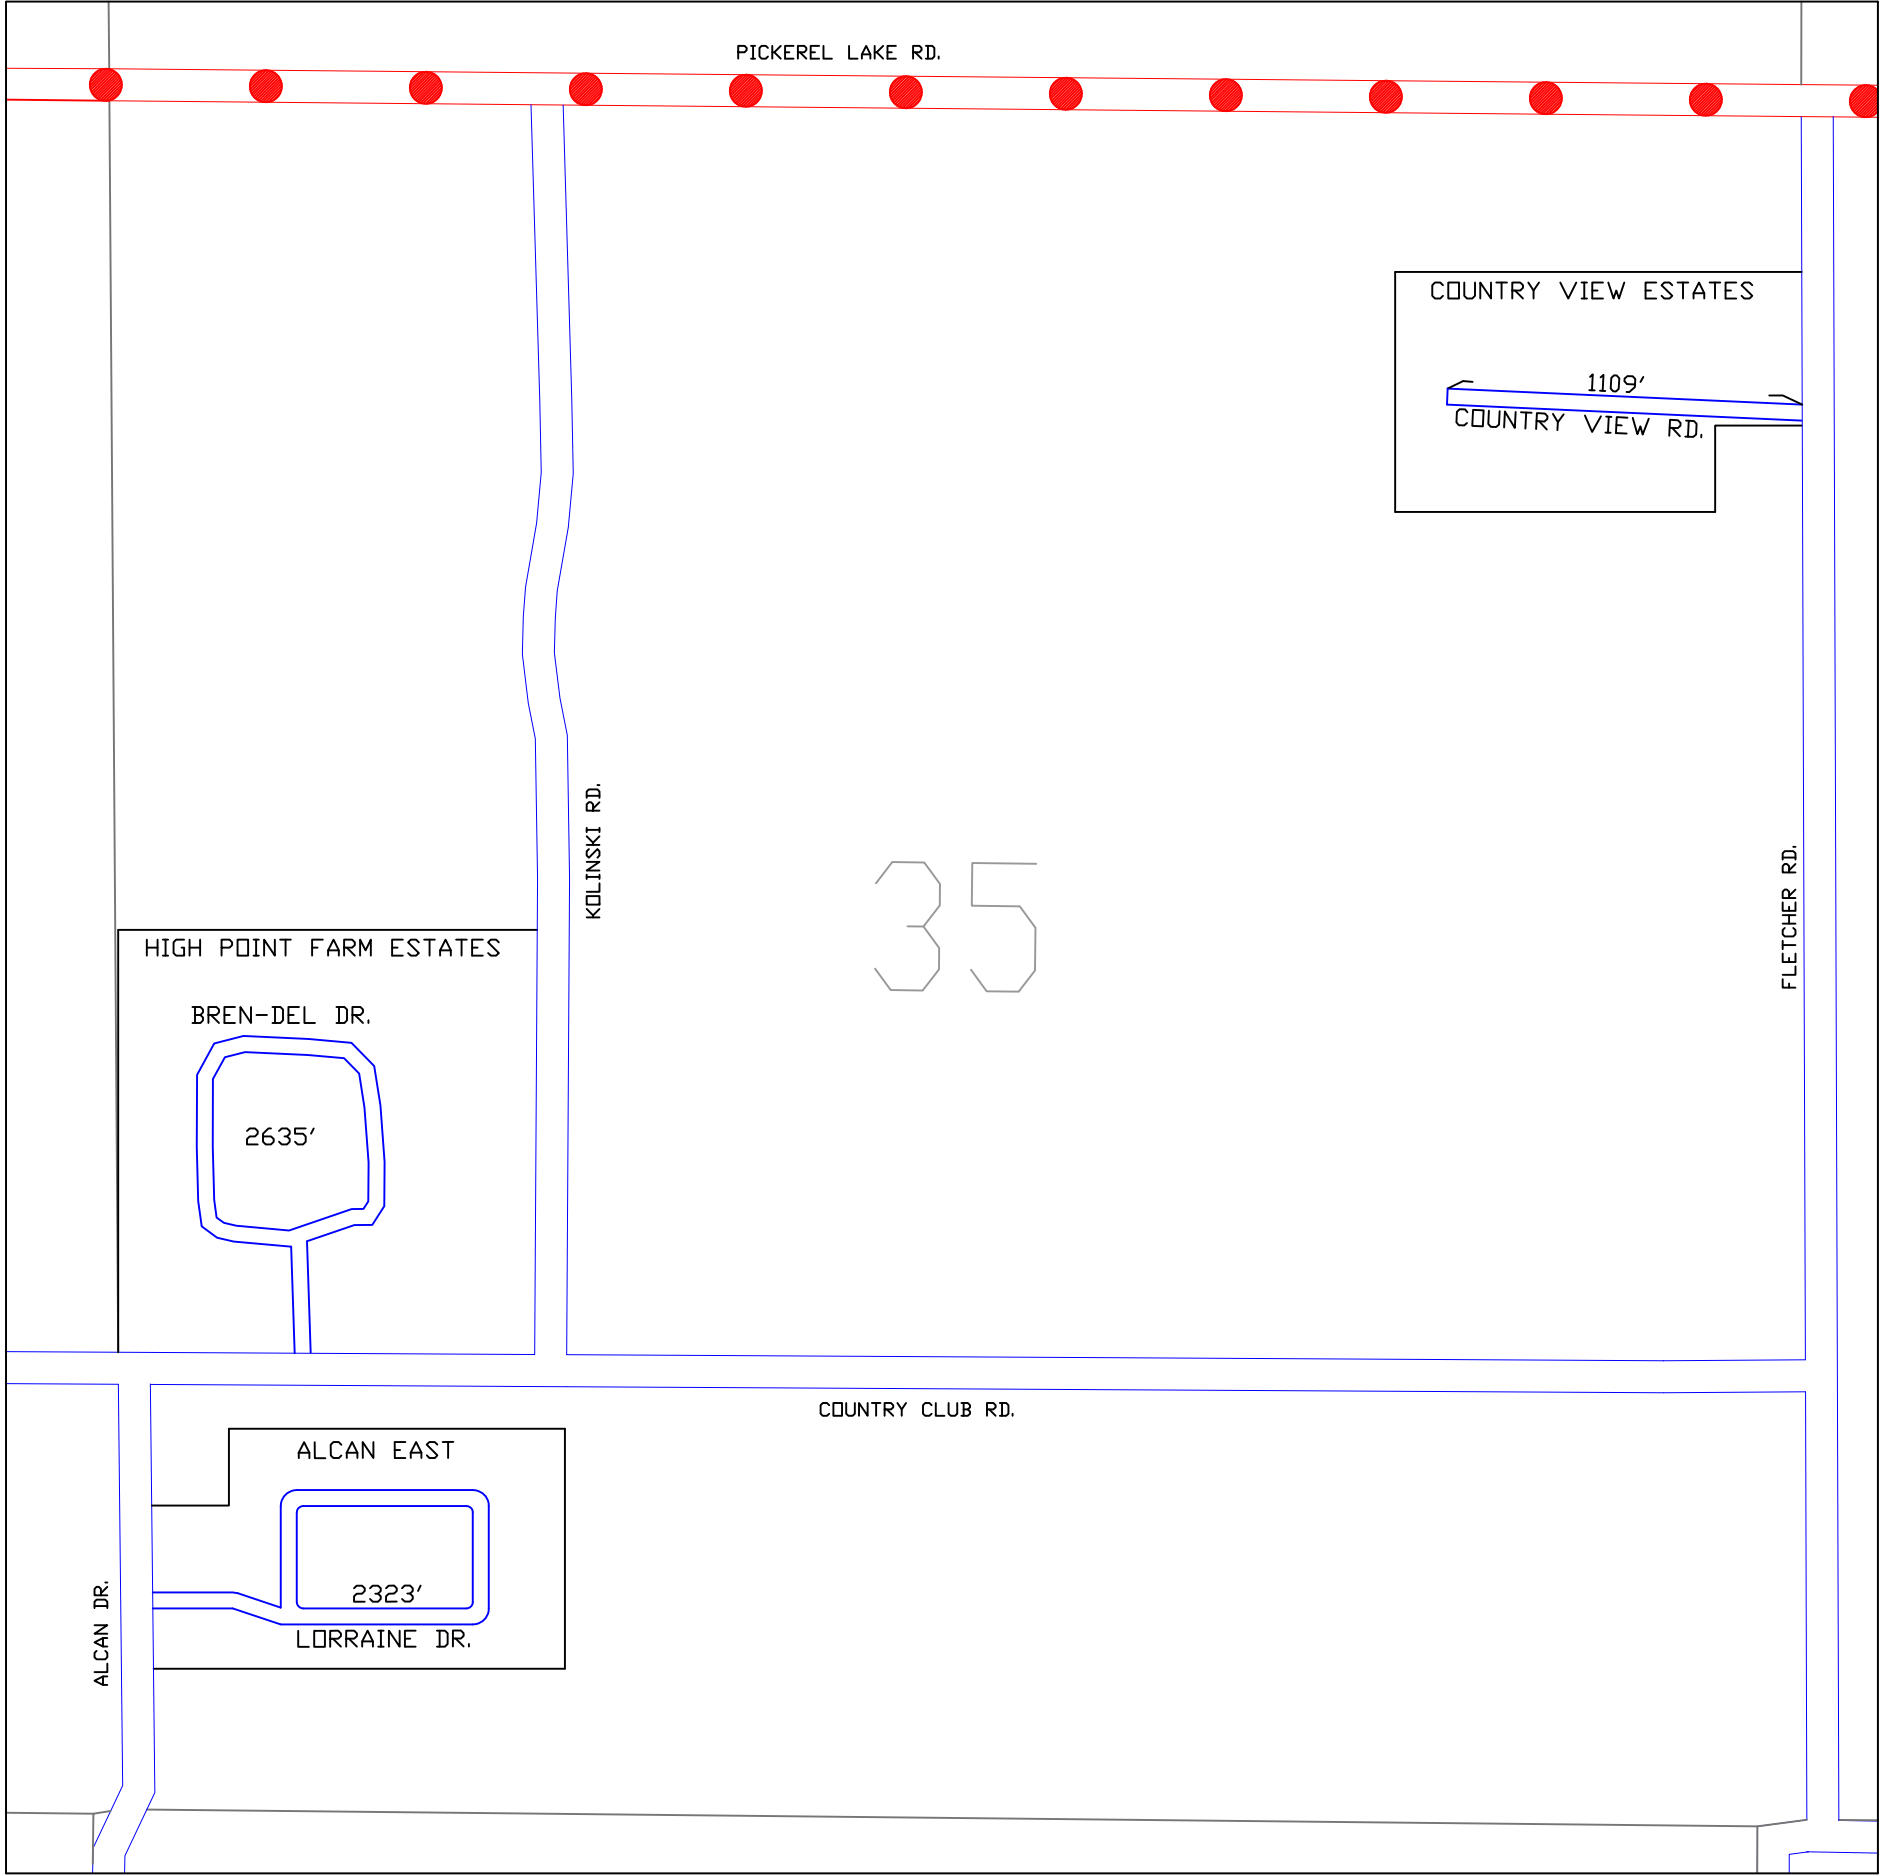 PICKEREL LAKE RD.
COUNTRY VIEW ESTATES
1109'
COUNTRY VIEW RD.
KOLINSKI RD.
35
FLETCHER RD.
HIGH POINT FARM ESTATES
BREN-DEL DR.
2635'
COUNTRY CLUB RD.
ALCAN EAST
2323'
LORRAINE DR.
ALCAN DR.